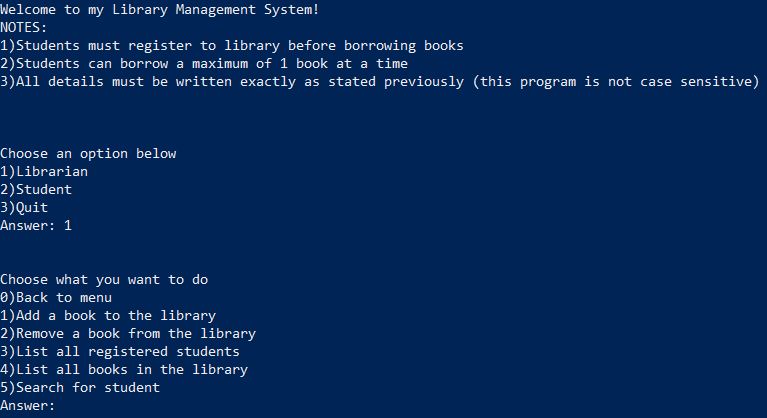 Welcome to my Library Management System!
NOTES:
1)Students must register to library before borrowing books
2)Students can borrow a maximum of 1 book at a time
3)All details must be written exactly as stated previously (this program is not case sensitive)
Choose an option below
1)Librarian
2)Student
3)Quit
Answer: 1
Choose what you want to do
0)Back to menu
1)Add a book to the library
2)Remove a book from the library
3)List all registered students
4)List all books in the library
5)Search for student
Answer: